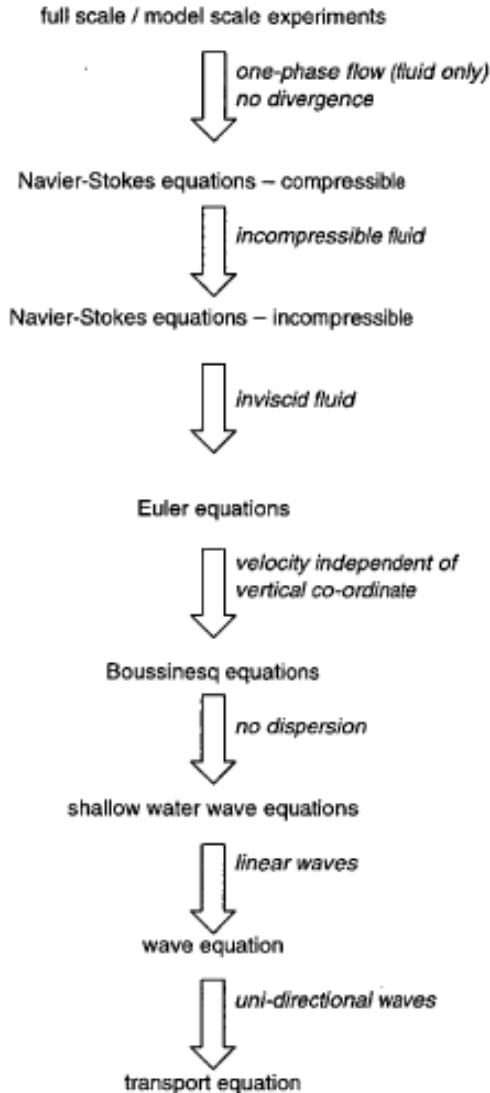 full scale / model scale experiments
one-phase flow (fluid only)
no divergence
Navier-Stokes equations – compressible
incompressible fluid
Navier-Stokes equations – incompressible
inviscid fluid
Euler equations
velocity independent of
vertical co-ordinate
Boussinesq equations
no dispersion
shallow water wave equations
linear waves
wave equation
uni-directional waves
transport equation